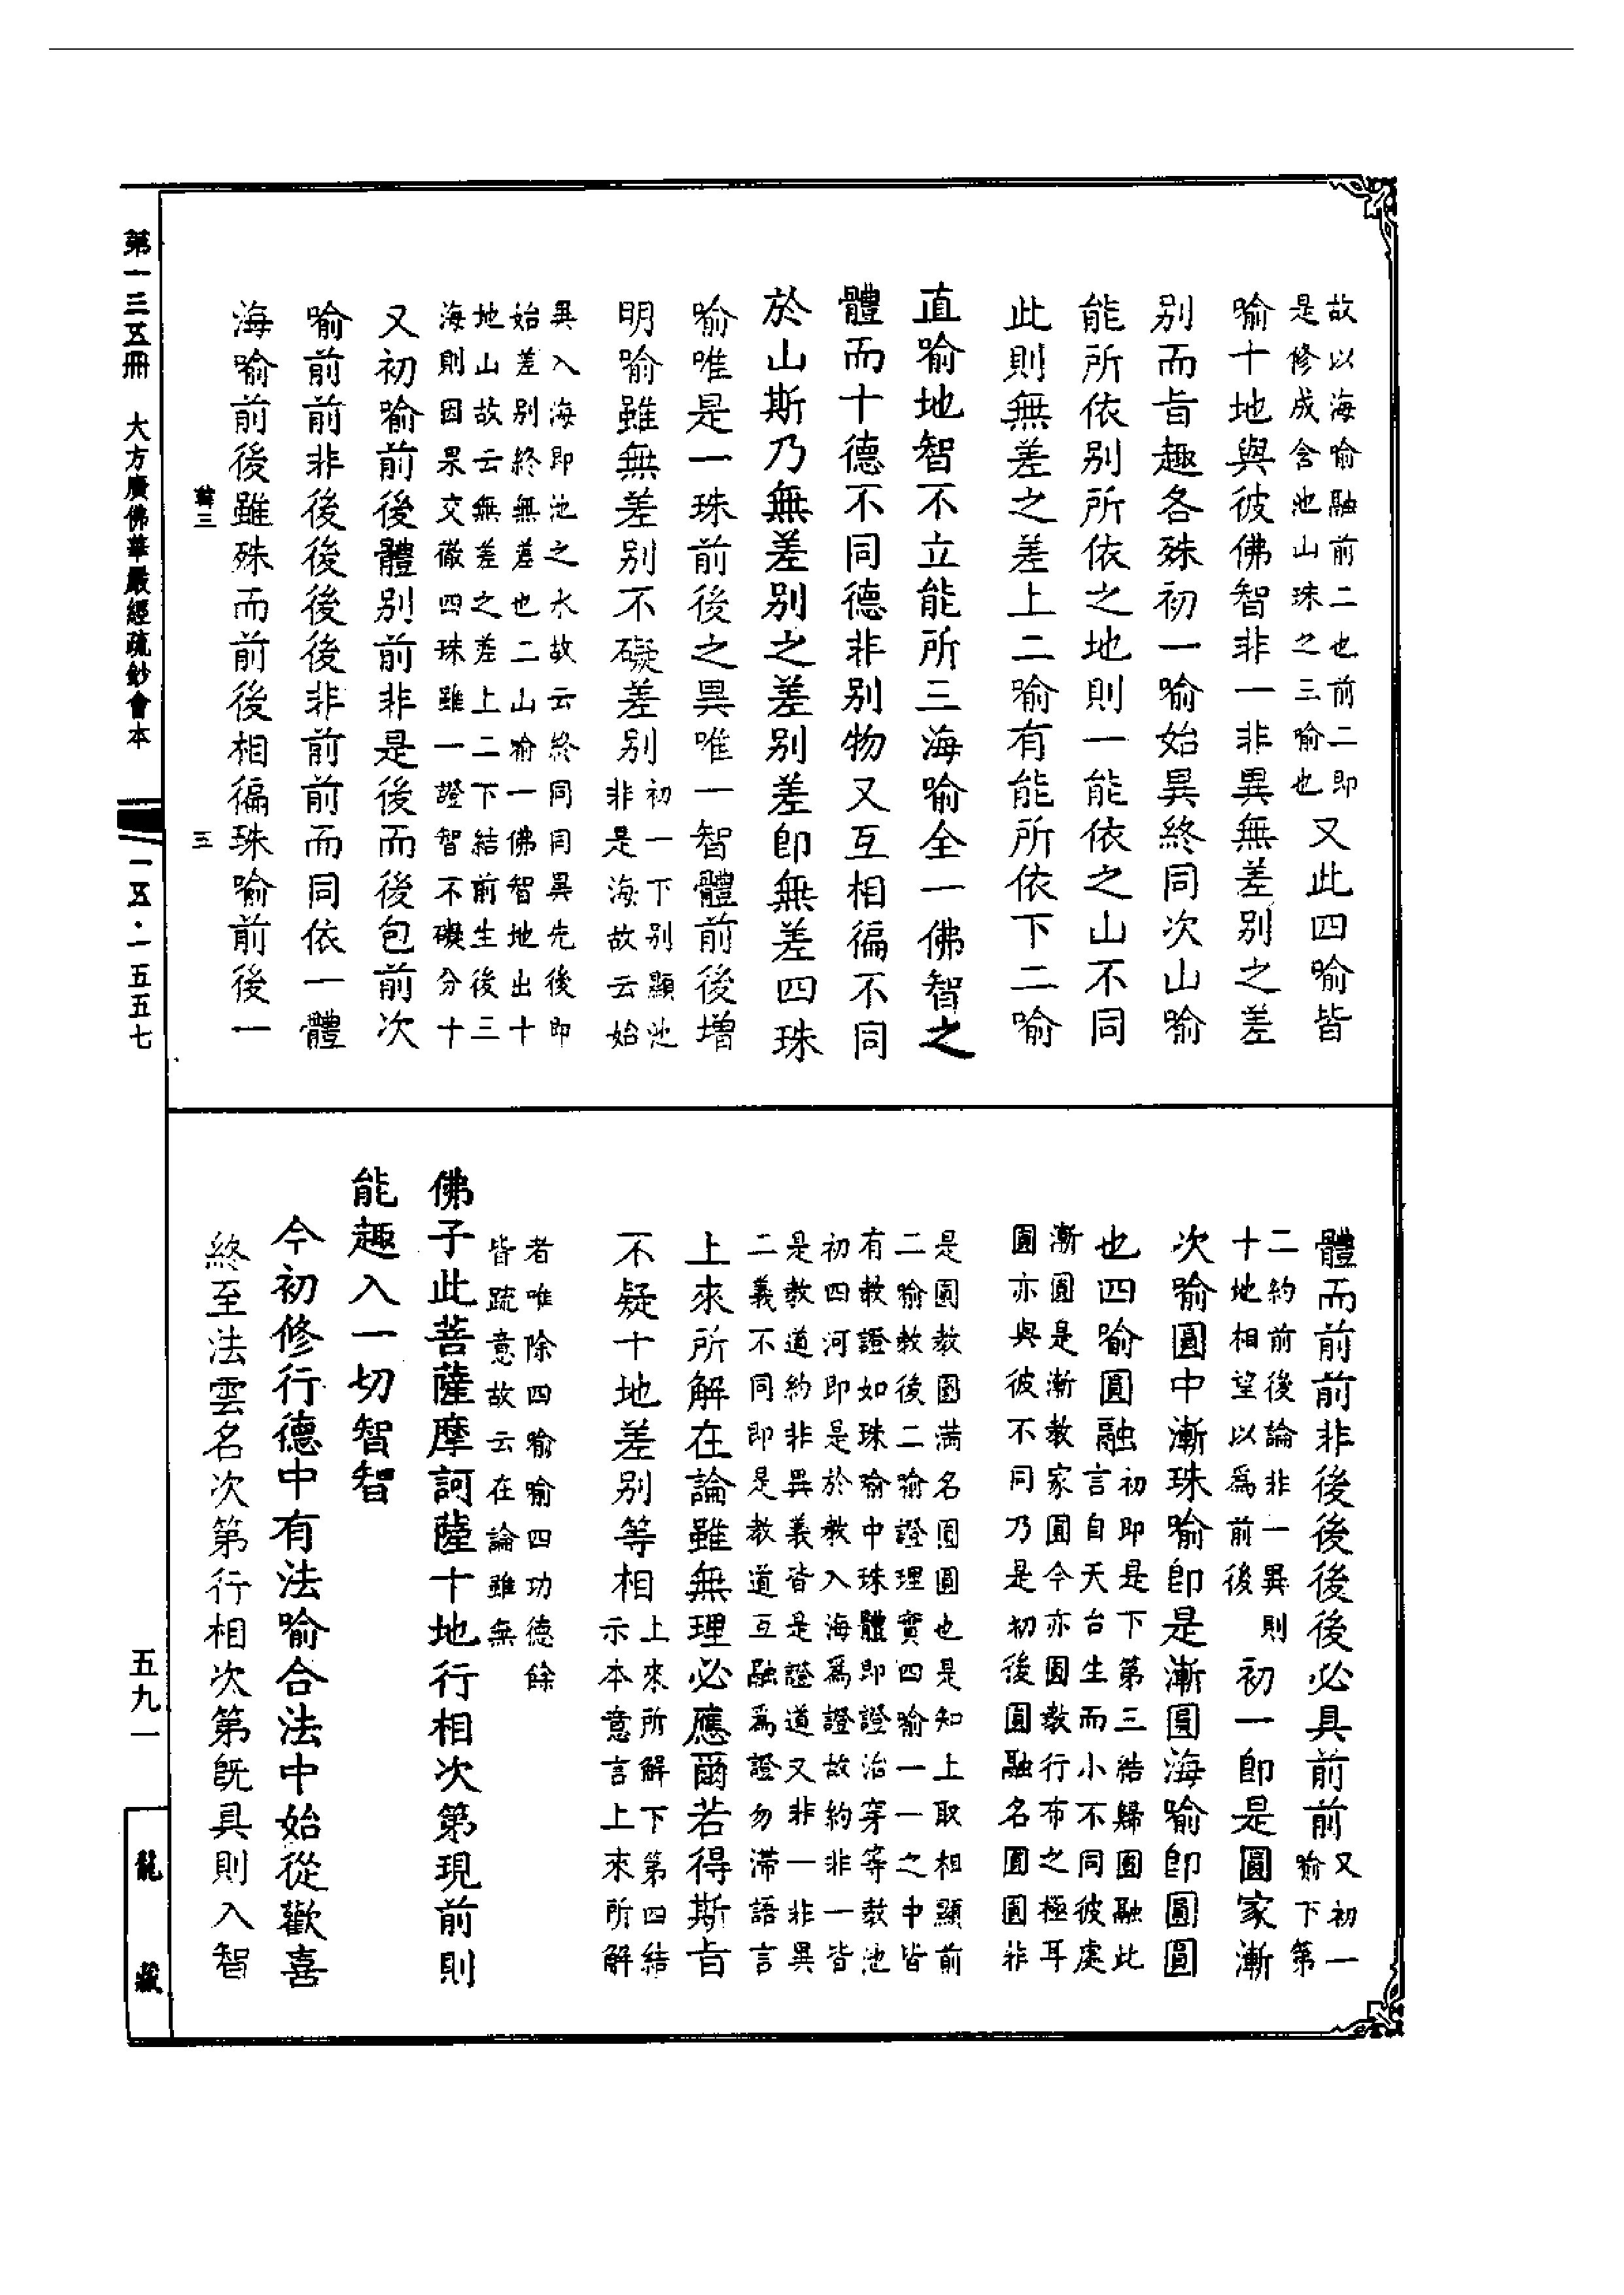 故以海喻融前二也前二即
是修成含池山珠之三喻也
又此四喻皆
喻十地與彼佛智非一非異無差別之差
別而旨趣各殊初一喻始異終同次山喻
能所依別所依之地則一能依之山不同
此則無差之差上二喻有能所依下二喻
直喻地智不立能所三海喻全一佛智之
體而十德不同德非別物又互相徧不同
於山斯乃無差別之差別差即無差四珠
喻唯是一珠前後之異唯一智體前後增
明喻雖無差別不礙差別
初一下別顯池
非是海故云始
異入海即池之水故云終同同異先後即
始差別終無差也二山喻一佛智地出十
地山故云無差之差上二下結前生後三
海則因果交徹四珠雖一證智不礙分十
又初喻前後體別前非是後而後包前次
喻前前非後後後後非前前而同依一體
海喻前後雖殊而前後相徧珠喻前後一
體而前前非後後後後必具前前
又初一
喻下第
二約前後論非一異則
十地相望以爲前後
初一即是圓家漸
次喻圓中漸珠喻即是漸圓海喻即圓圓
也四喻圓融
初即是下第三結歸圓融此
言自天台生而小不同彼處
漸圓是漸教家圓今亦圓教行布之極耳
圓亦與彼不同乃是初後圓融名圓圓非
是圓教圓滿名圓圓也是知上取相顯前
二喻教後二喻證理實四喻一一之中皆
有教證如珠喻中珠體即證治穿等教池
初四河即是於教入海爲證故約非一皆
是教道約非異義皆是證道又非一非異
二義不同即是教道互融爲證勿滯語言
上來所解在論雖無理必應爾若得斯旨
不疑十地差別等相
上來所解下第四結
示本意言上來所解
者唯除四喻喻四功德餘
皆疏意故云在論雖無
佛子此菩薩摩訶薩十地行相次第現前則
能趣入一切智智
今初修行德中有法喻合法中始從歡喜
終至法雲名次第行相次第既具則入智
第一三五冊　大方廣佛華嚴經疏鈔會本
一五·一五五七
三
五九一
龍藏